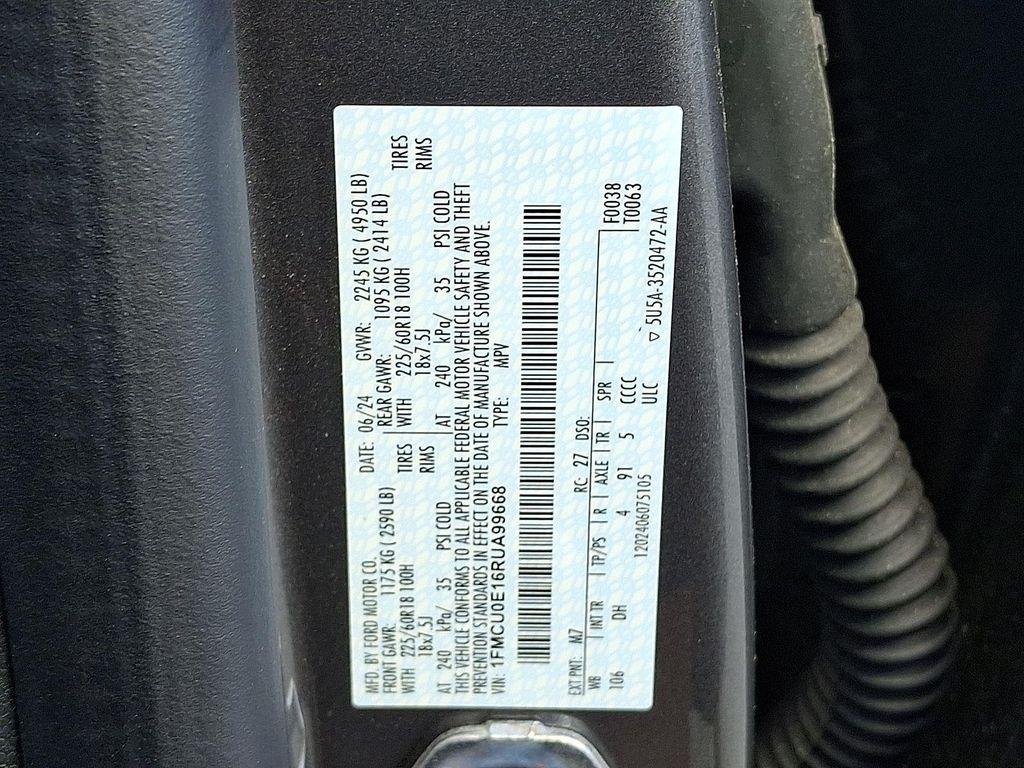 MFD. BY FORD MOTOR CO. DATE: 06/24 GVWR: 2245 KG ( 4950 LB)
FRONT GAWR: 1175 KG ( 2590 LB) REAR GAWR: 1095 KG ( 2414 LB)
WITH 225/60R18 100H TIRES WITH 225/60R18 100H TIRES
18x7.5J RIMS 18x7.5J RIMS
AT 240 kPa/ 35 PSI COLD AT 240 kPa/ 35 PSI COLD
THIS VEHICLE CONFORMS TO ALL APPLICABLE FEDERAL MOTOR VEHICLE SAFETY AND THEFT
PREVENTION STANDARDS IN EFFECT ON THE DATE OF MANUFACTURE SHOWN ABOVE.
VIN: 1FMCU0E16RUA99668 TYPE: MPV
EXT PNT: M7 RC: 27 DSO:
WB INT TR TP/PS R AXLE TR SPR F0038
106 DH 4 91 5 CCCC T0063
ULC
120240607S105 ▽ 5U5A-3520472-AA